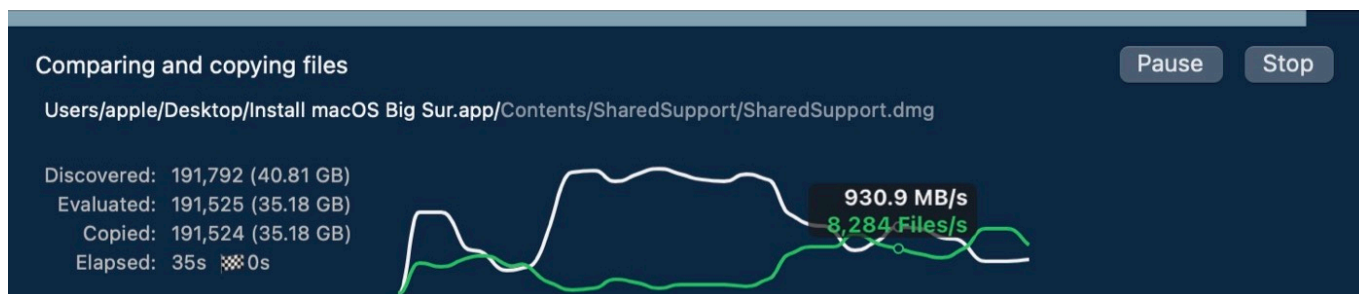 Comparing and copying files
Pause
Stop
Users/apple/Desktop/Install macOS Big Sur.app/Contents/SharedSupport/SharedSupport.dmg
Discovered: 191,792 (40.81 GB)
Evaluated: 191,525 (35.18 GB)
Copied: 191,524 (35.18 GB)
Elapsed: 35s 🏁0s
930.9 MB/s
8,284 Files/s